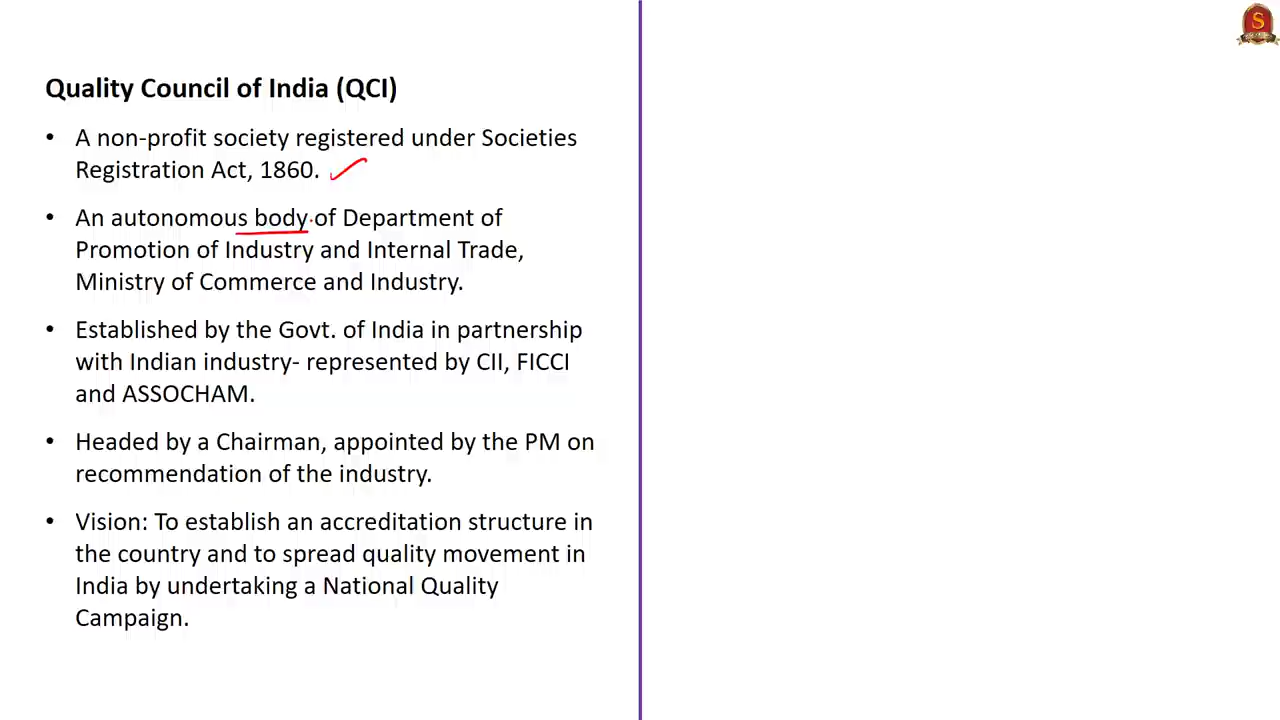 Quality Council of India (QCI)
• A non-profit society registered under Societies
Registration Act, 1860.
• An autonomous body of Department of
Promotion of Industry and Internal Trade,
Ministry of Commerce and Industry.
• Established by the Govt. of India in partnership
with Indian industry- represented by CII, FICCI
and ASSOCHAM.
• Headed by a Chairman, appointed by the PM on
recommendation of the industry.
• Vision: To establish an accreditation structure in
the country and to spread quality movement in
India by undertaking a National Quality
Campaign.
S